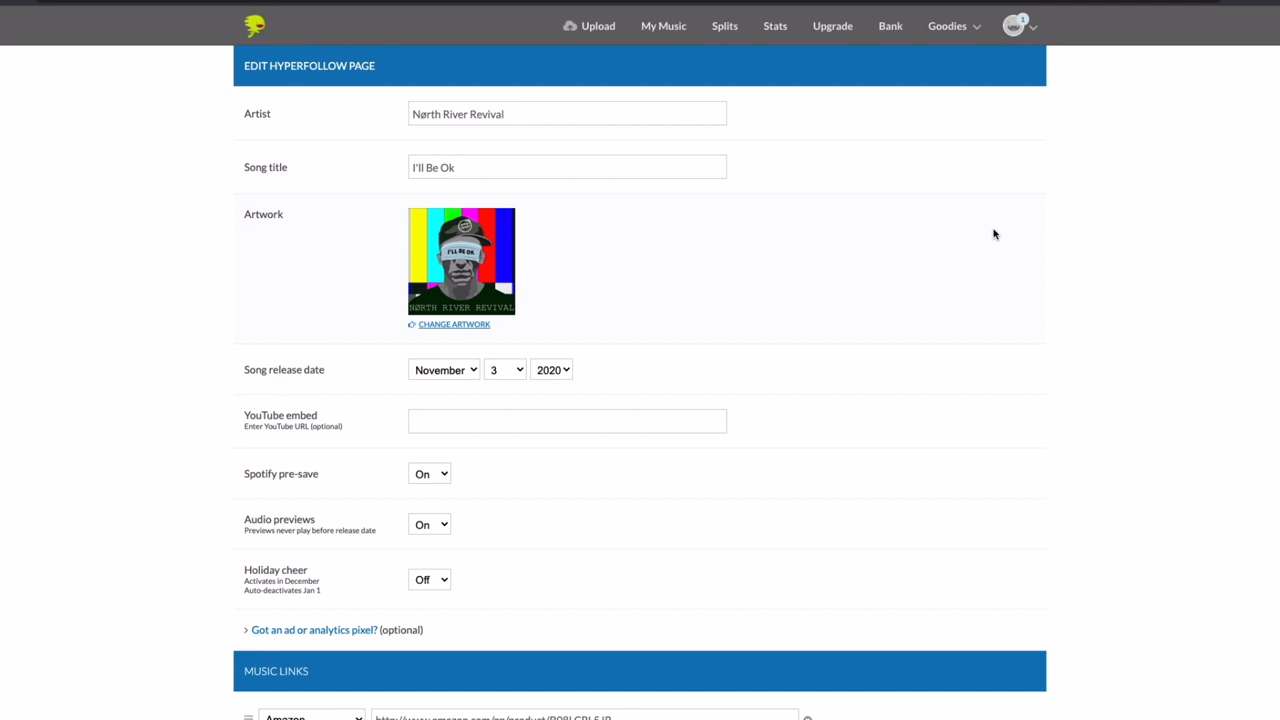 Upload My Music Splits Stats Upgrade Bank Goodies 1
EDIT HYPERFOLLOW PAGE
Artist Nørth River Revival
Song title I'll Be Ok
Artwork
I'LL BE OK
NØRTH RIVER REVIVAL
CHANGE ARTWORK
Song release date November 3 2020
YouTube embed
Enter YouTube URL (optional)
Spotify pre-save On
Audio previews On
Previews never play before release date
Holiday cheer Off
Activates in December
Auto-deactivates Jan 1
Got an ad or analytics pixel? (optional)
MUSIC LINKS
Amazon